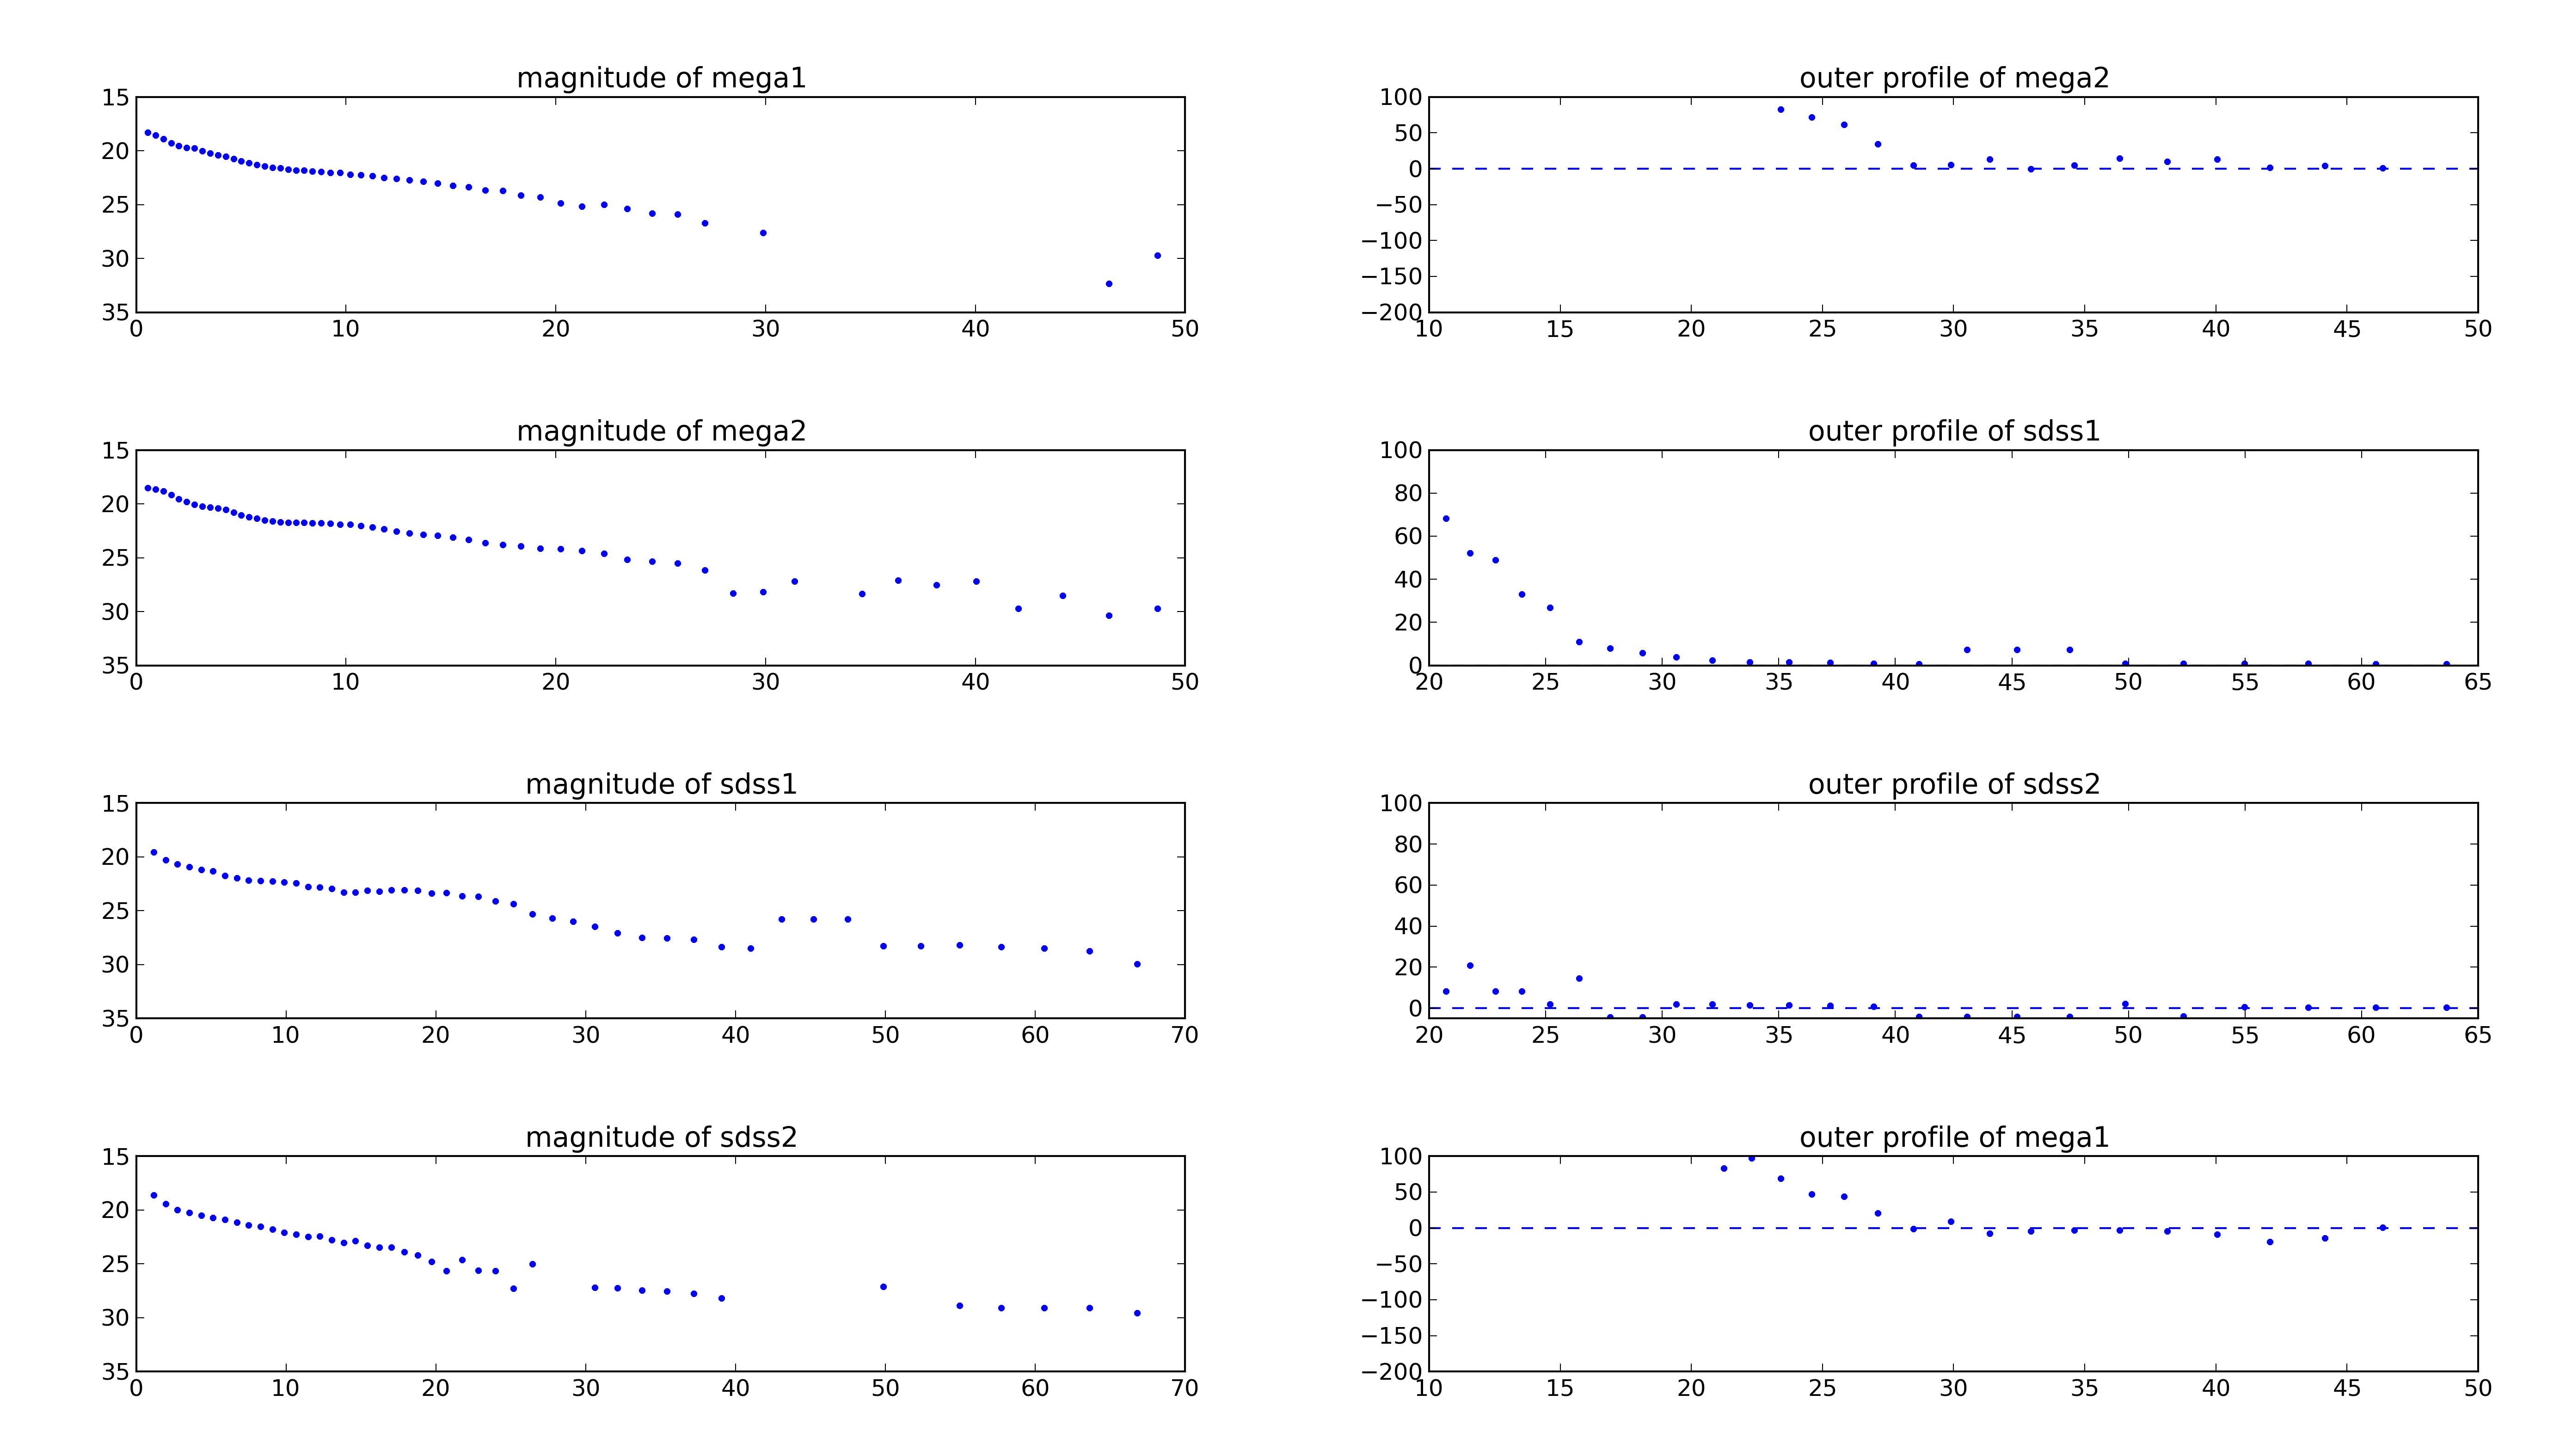 magnitude of mega1
15
20
25
30
35
0 10 20 30 40 50
outer profile of mega2
100
50
0
−50
−100
−150
−200
10 15 20 25 30 35 40 45 50
magnitude of mega2
15
20
25
30
35
0 10 20 30 40 50
outer profile of sdss1
100
80
60
40
20
0
20 25 30 35 40 45 50 55 60 65
magnitude of sdss1
15
20
25
30
35
0 10 20 30 40 50 60 70
outer profile of sdss2
100
80
60
40
20
0
20 25 30 35 40 45 50 55 60 65
magnitude of sdss2
15
20
25
30
35
0 10 20 30 40 50 60 70
outer profile of mega1
100
50
0
−50
−100
−150
−200
10 15 20 25 30 35 40 45 50